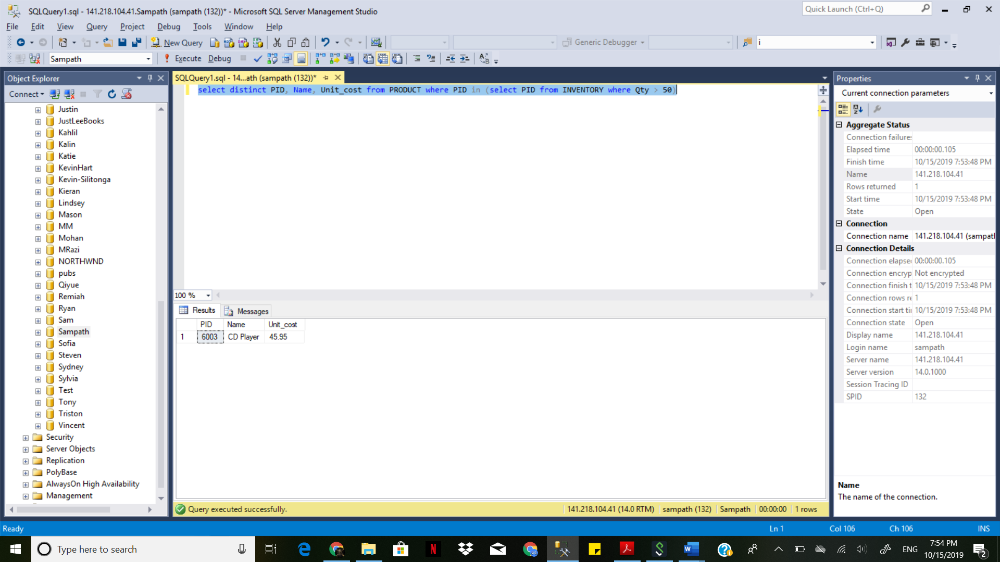 SQLQuery1.sql - 141.218.104.41.Sampath (sampath (132))* - Microsoft SQL Server Management Studio
Quick Launch (Ctrl+Q)
File Edit View Query Project Debug Tools Window Help
New Query
Generic Debugger
i
Sampath
Execute Debug
Object Explorer
Connect
Justin
JustLeeBooks
Kahlil
Kalin
Katie
KevinHart
Kevin-Silitonga
Kieran
Lindsey
Mason
MM
Mohan
MRazi
NORTHWND
pubs
Qiyue
Remiah
Ryan
Sam
Sampath
Sofia
Steven
Sydney
Sylvia
Test
Tony
Triston
Vincent
Security
Server Objects
Replication
PolyBase
AlwaysOn High Availability
Management
SQLQuery1.sql - 14...ath (sampath (132))*
select distinct PID, Name, Unit_cost from PRODUCT where PID in (select PID from INVENTORY where Qty > 50)
100 %
Results Messages
PID Name Unit_cost
1 6003 CD Player 45.95
Query executed successfully.
141.218.104.41 (14.0 RTM) sampath (132) Sampath 00:00:00 1 rows
Properties
Current connection parameters
Aggregate Status
Connection failures
Elapsed time 00:00:00.105
Finish time 10/15/2019 7:53:48 PM
Name 141.218.104.41
Rows returned 1
Start time 10/15/2019 7:53:48 PM
State Open
Connection
Connection name 141.218.104.41 (sampatl
Connection Details
Connection elapse 00:00:00.105
Connection encryp Not encrypted
Connection finish t 10/15/2019 7:53:48 PM
Connection rows re 1
Connection start ti 10/15/2019 7:53:48 PM
Connection state Open
Display name 141.218.104.41
Login name sampath
Server name 141.218.104.41
Server version 14.0.1000
Session Tracing ID
SPID 132
Name
The name of the connection.
Ready
Ln 1 Col 106 Ch 106 INS
Type here to search
ENG
7:54 PM
10/15/2019
2